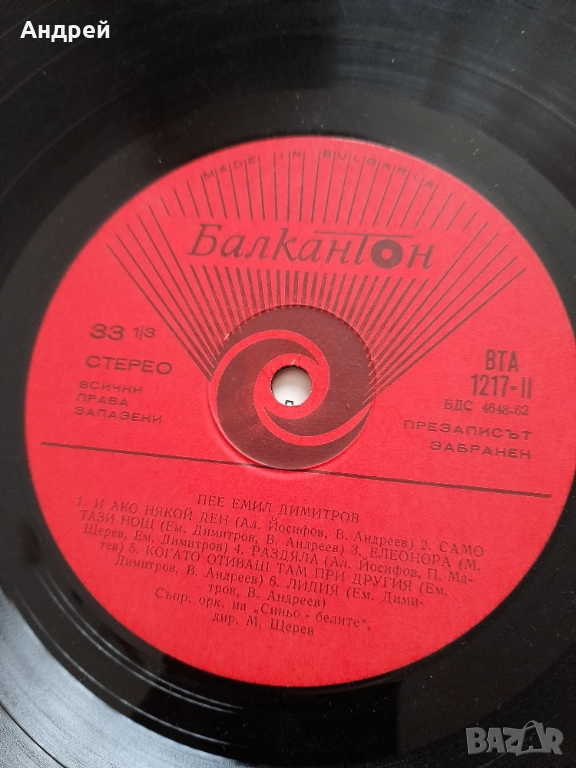 Андрей
MADE IN BULGARIA
Балкантон
33 1/3
СТЕРЕО
ВСИЧКИ
ПРАВА
ЗАПАЗЕНИ
ВТА
1217-II
БДС 4648-62
ПРЕЗАПИСЪТ
ЗАБРАНЕН
ПЕЕ ЕМИЛ ДИМИТРОВ
1. И АКО НЯКОЙ ДЕН (Ал. Йосифов, В. Андреев) 2. САМО
ТАЗИ НОЩ (Ем. Димитров, В. Андреев) 3. ЕЛЕОНОРА (М.
Щерев, Ем. Димитров) 4. РАЗДЯЛА (Ал. Йосифов, П. Ма-
тев) 5. КОГАТО ОТИВАШ ТАМ ПРИ ДРУГИЯ (Ем.
Димитров, В. Андреев) 6. ЛИЛИЯ (Ем. Дими-
тров, В. Андреев)
Съпр. орк. на "Синьо - белите",
дир. М. Щерев
BAZAR